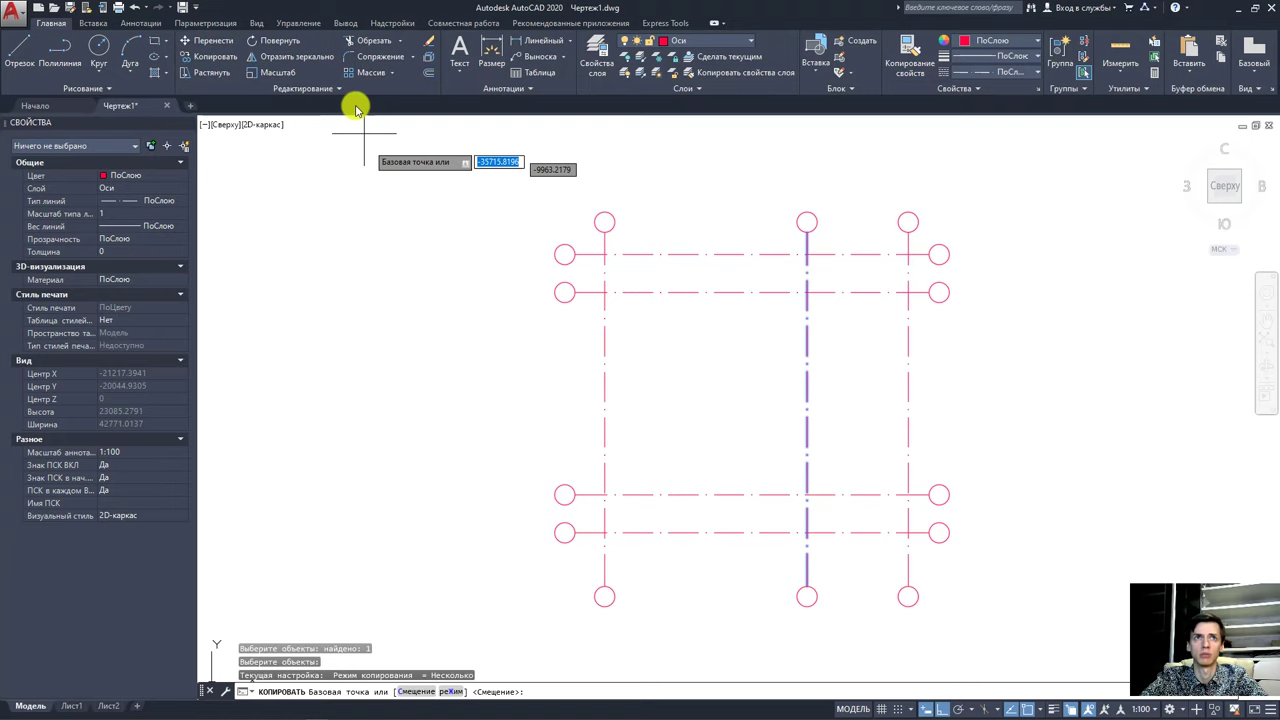 Autodesk AutoCAD 2020 Чертеж1.dwg
Введите ключевое слово/фразу
Вход в службы
Главная Вставка Аннотации Параметризация Вид Управление Вывод Надстройки Совместная работа Рекомендованные приложения Express Tools
Отрезок Полилиния Круг Дуга
Перенести Повернуть Обрезать
Копировать Отразить зеркально Сопряжение
Растянуть Масштаб Массив
Текст Размер
Линейный
Выноска
Таблица
Свойства слоя
Оси
Сделать текущим
Копировать свойства слоя
Вставка
Создать
Копирование свойств
ПоСлою
ПоСлок
ПоСл...
Группа Утилиты Вставить Базовый
Рисование Редактирование Аннотации Слои Блок Свойства Группы Утилиты Буфер обмена Вид
Начало Чертеж1*
СВОЙСТВА
[−][Сверху][2D-каркас]
Ничего не выбрано
Общие
Цвет ПоСлою
Слой Оси
Тип линий ПоСлою
Масштаб типа л... 1
Вес линий ПоСлою
Прозрачность ПоСлою
Толщина 0
3D-визуализация
Материал ПоСлою
Стиль печати
Стиль печати ПоЦвету
Таблица стилей... Нет
Пространство та... Модель
Тип стилей печа... Недоступно
Вид
Центр X -21217.3941
Центр Y -20044.9305
Центр Z 0
Высота 23085.2791
Ширина 42771.0137
Разное
Масштаб аннота... 1:100
Знак ПСК ВКЛ Да
Знак ПСК в нач.... Да
ПСК в каждом В... Да
Имя ПСК
Визуальный стиль 2D-каркас
Базовая точка или -35715.8196 -9963.2179
С
З Сверху В
Ю
МСК
Y
Выберите объекты: найдено: 1
Выберите объекты:
Текущая настройка: Режим копирования = Несколько
КОПИРОВАТЬ Базовая точка или [Смещение реЖим] <Смещение>:
Модель Лист1 Лист2 +
МОДЕЛЬ 1:100